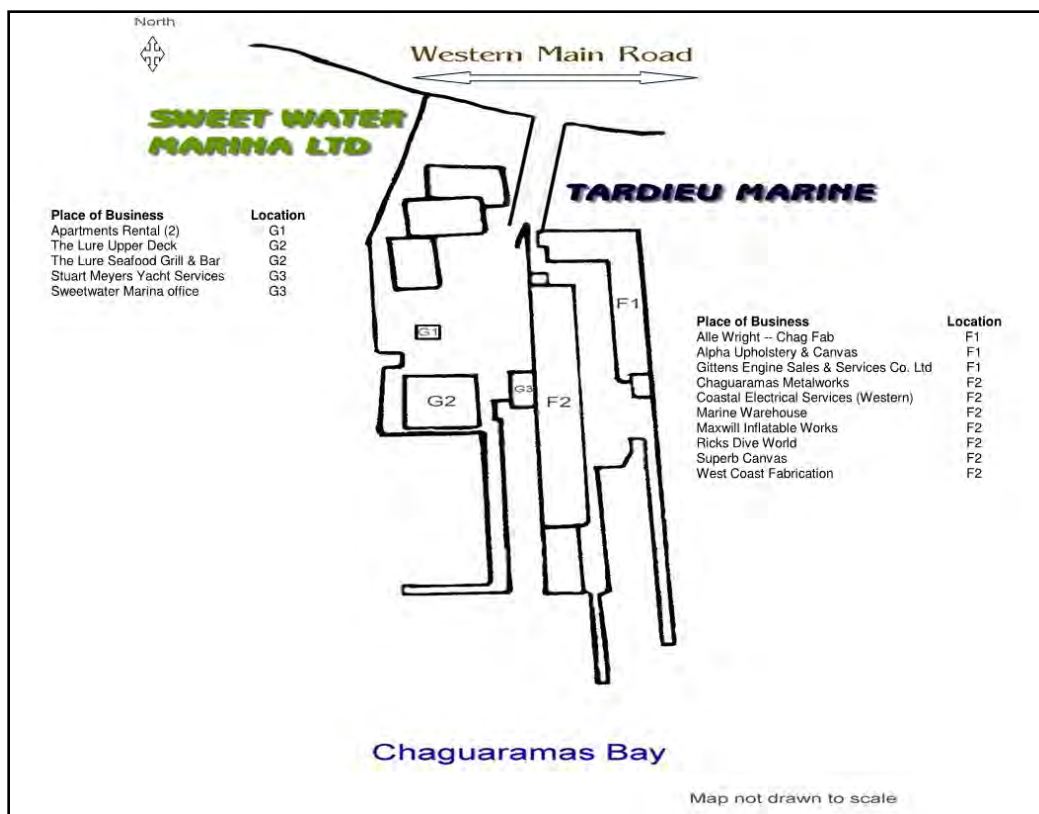 North
Western Main Road
SWEET WATER
MARINA LTD
TARDIEU MARINE
Place of Business Location
Apartments Rental (2) G1
The Lure Upper Deck G2
The Lure Seafood Grill & Bar G2
Stuart Meyers Yacht Services G3
Sweetwater Marina office G3
F1
Place of Business Location
Alle Wright -- Chag Fab F1
Alpha Upholstery & Canvas F1
Gittens Engine Sales & Services Co. Ltd F1
Chaguaramas Metalworks F2
Coastal Electrical Services (Western) F2
Marine Warehouse F2
Maxwill Inflatable Works F2
Ricks Dive World F2
Superb Canvas F2
West Coast Fabrication F2
G1
G2
G3
F2
Chaguaramas Bay
Map not drawn to scale